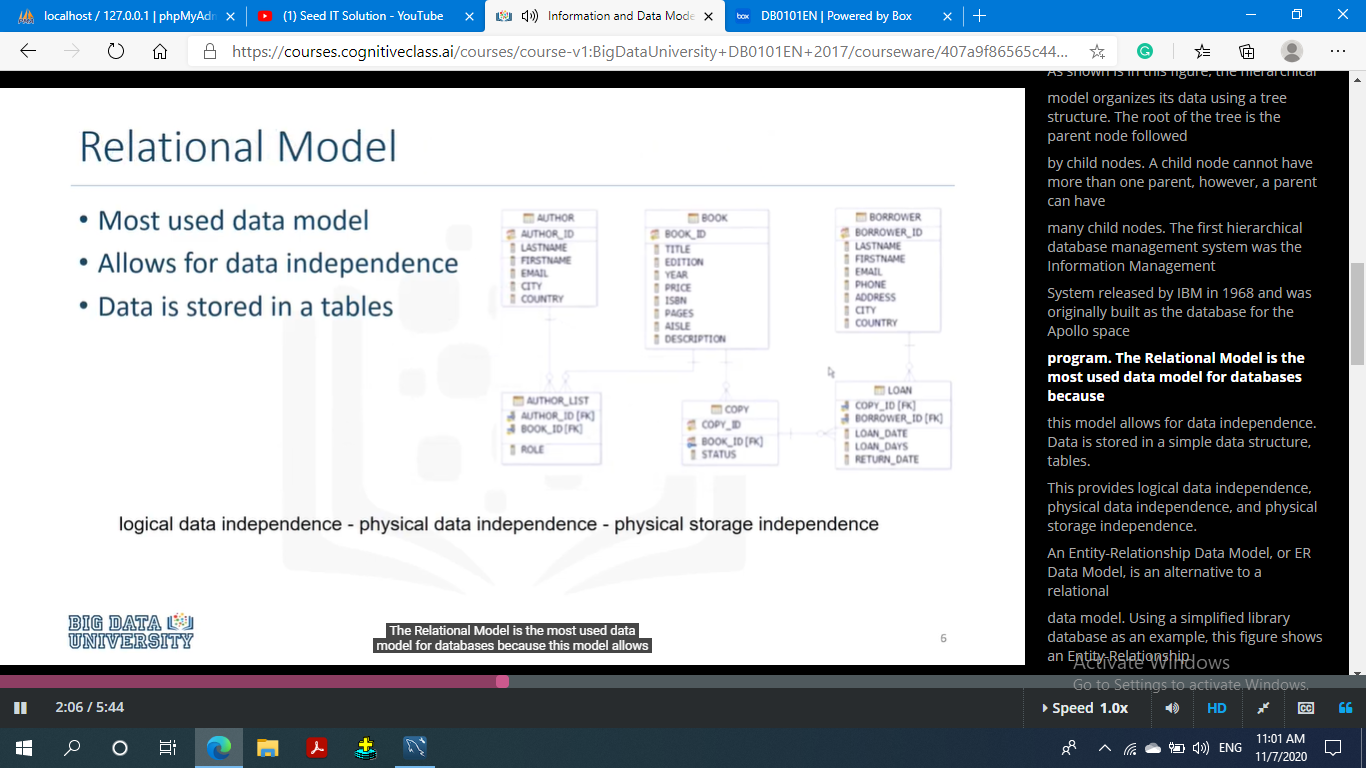 localhost / 127.0.0.1 | phpMyAdm
(1) Seed IT Solution - YouTube
Information and Data Mode
box
DB0101EN | Powered by Box
https://courses.cognitiveclass.ai/courses/course-v1:BigDataUniversity+DB0101EN+2017/courseware/407a9f86565c44...
Relational Model
• Most used data model
• Allows for data independence
• Data is stored in a tables
AUTHOR
AUTHOR_ID
LASTNAME
FIRSTNAME
EMAIL
CITY
COUNTRY
BOOK
BOOK_ID
TITLE
EDITION
YEAR
PRICE
ISBN
PAGES
AISLE
DESCRIPTION
BORROWER
BORROWER_ID
LASTNAME
FIRSTNAME
EMAIL
PHONE
ADDRESS
CITY
COUNTRY
AUTHOR_LIST
AUTHOR_ID [FK]
BOOK_ID [FK]
ROLE
COPY
COPY_ID
BOOK_ID [FK]
STATUS
LOAN
COPY_ID [FK]
BORROWER_ID [FK]
LOAN_DATE
LOAN_DAYS
RETURN_DATE
logical data independence - physical data independence - physical storage independence
BIG DATA
UNIVERSITY
The Relational Model is the most used data
model for databases because this model allows
6
As shown is in this figure, the hierarchical
model organizes its data using a tree
structure. The root of the tree is the
parent node followed
by child nodes. A child node cannot have
more than one parent, however, a parent
can have
many child nodes. The first hierarchical
database management system was the
Information Management
System released by IBM in 1968 and was
originally built as the database for the
Apollo space
program. The Relational Model is the
most used data model for databases
because
this model allows for data independence.
Data is stored in a simple data structure,
tables.
This provides logical data independence,
physical data independence, and physical
storage independence.
An Entity-Relationship Data Model, or ER
Data Model, is an alternative to a
relational
data model. Using a simplified library
database as an example, this figure shows
an Entity-Relationship
Activate Windows
Go to Settings to activate Windows.
2:06 / 5:44
Speed 1.0x
HD
CC
ENG
11:01 AM
11/7/2020